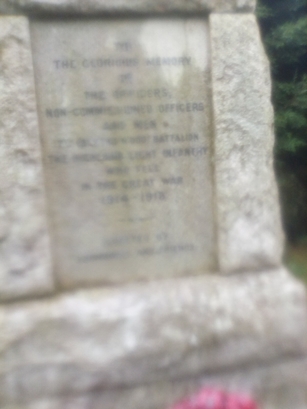 TO
THE GLORIOUS MEMORY
OF
THE OFFICERS,
NON-COMMISSIONED OFFICERS
AND MEN
BATTALION
THE HIGHLAND LIGHT INFANTRY
WHO FELL
IN THE GREAT WAR
1914-1918
ERECTED BY